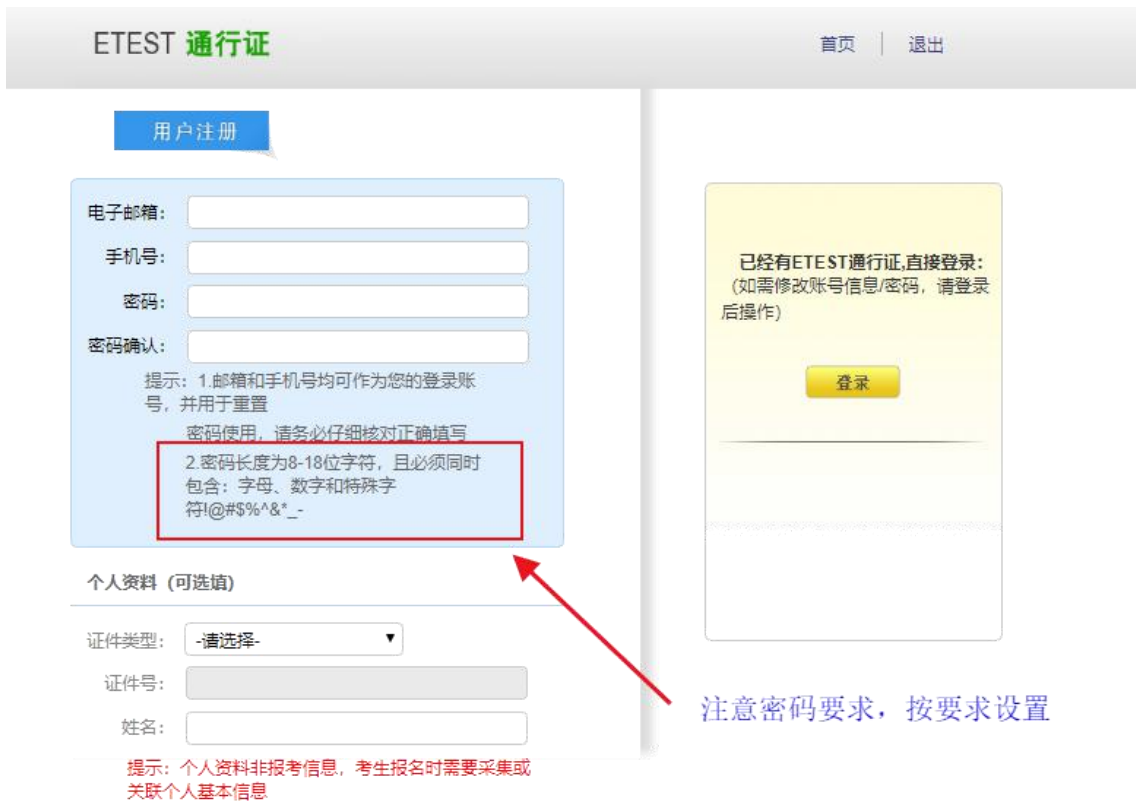 ETEST 通行证
首页 | 退出
用户注册
电子邮箱：
手机号：
密码：
密码确认：
提示：1.邮箱和手机号均可作为您的登录账
号，并用于重置
密码使用，请务必仔细核对正确填写
2.密码长度为8-18位字符，且必须同时
包含：字母、数字和特殊字
符!@#$%^&*_-
个人资料（可选填）
证件类型：
-请选择-
证件号：
姓名：
提示：个人资料非报考信息，考生报名时需要采集或
关联个人基本信息
已经有ETEST通行证,直接登录：
（如需修改账号信息/密码，请登录
后操作）
登录
注意密码要求，按要求设置